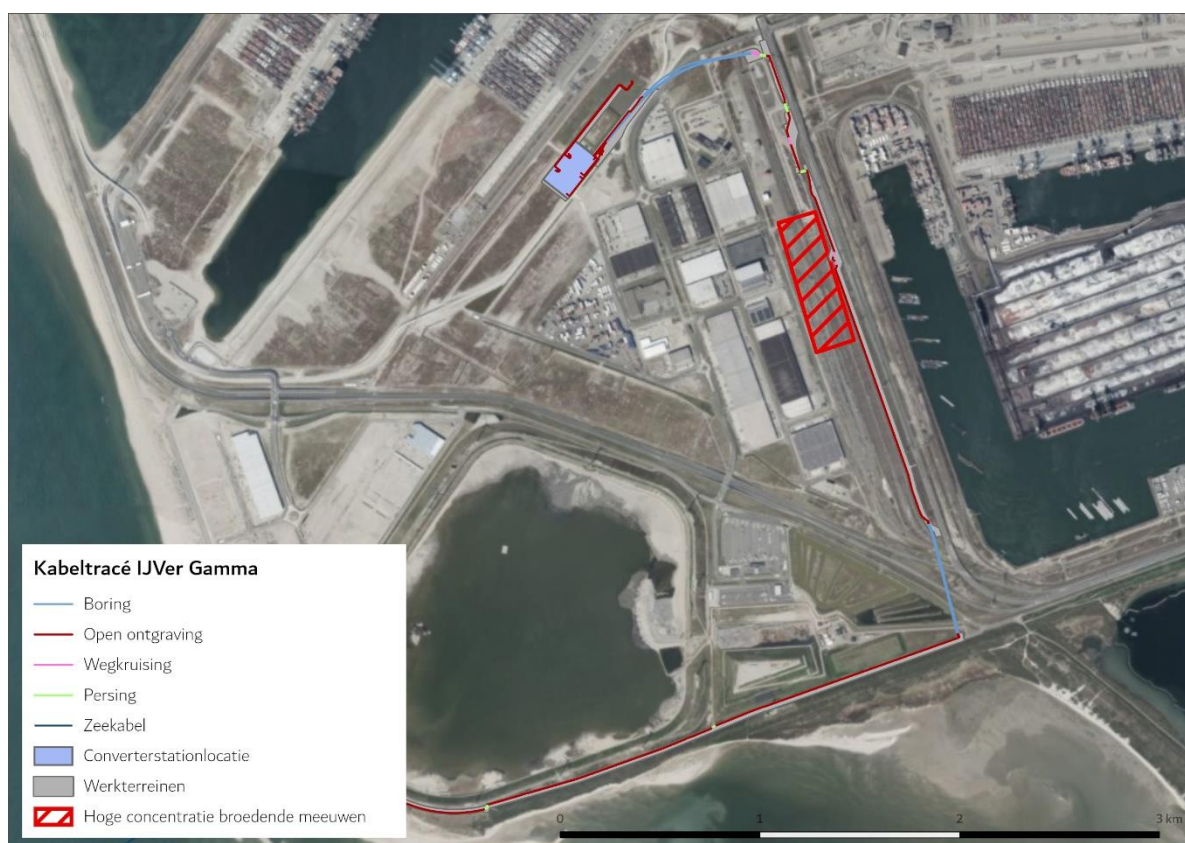 Kabeltracé IJVer Gamma
Boring
Open ontgraving
Wegkruising
Persing
Zeekabel
Converterstationlocatie
Werkterreinen
Hoge concentratie broedende meeuwen
0 1 2 3 km